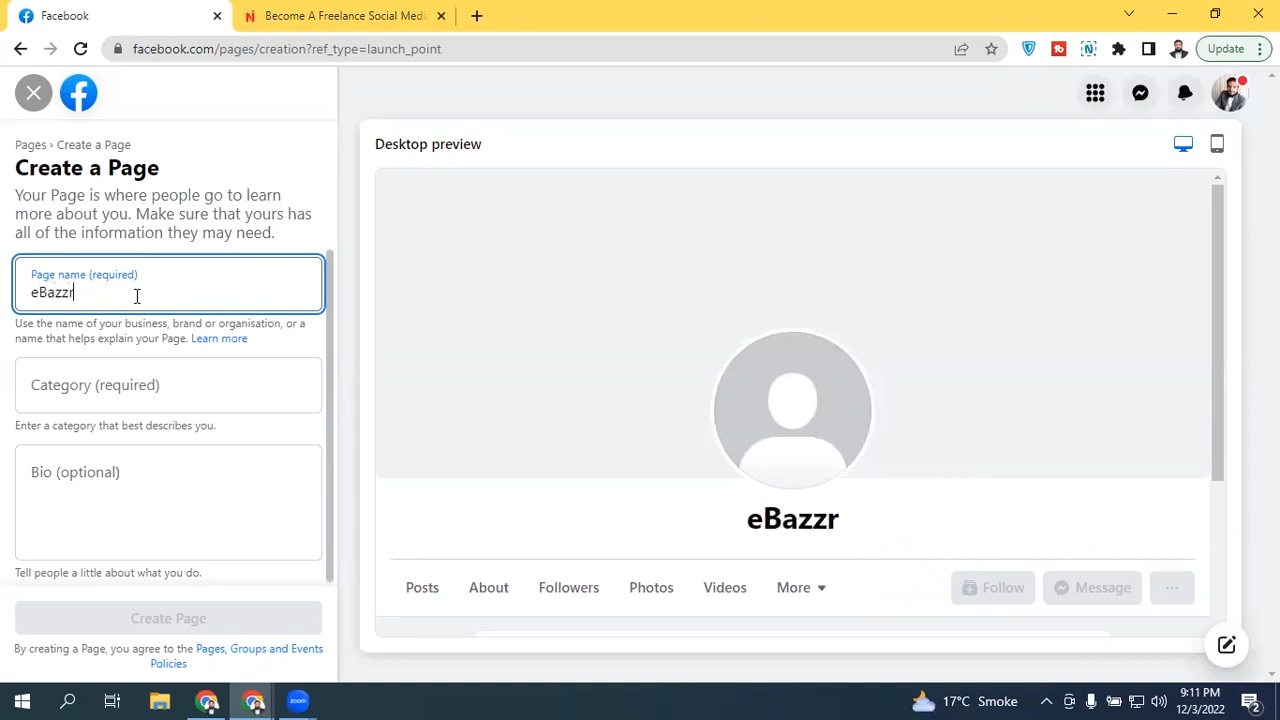 Facebook
Become A Freelance Social Medi
facebook.com/pages/creation?ref_type=launch_point
Update
Pages › Create a Page
Create a Page
Your Page is where people go to learn
more about you. Make sure that yours has
all of the information they may need.
Page name (required)
eBazzr
Use the name of your business, brand or organisation, or a
name that helps explain your Page. Learn more
Category (required)
Enter a category that best describes you.
Bio (optional)
Tell people a little about what you do.
Create Page
By creating a Page, you agree to the Pages, Groups and Events
Policies
Desktop preview
eBazzr
Posts About Followers Photos Videos More
Follow Message ...
zoom
17°C Smoke
9:11 PM
12/3/2022
2